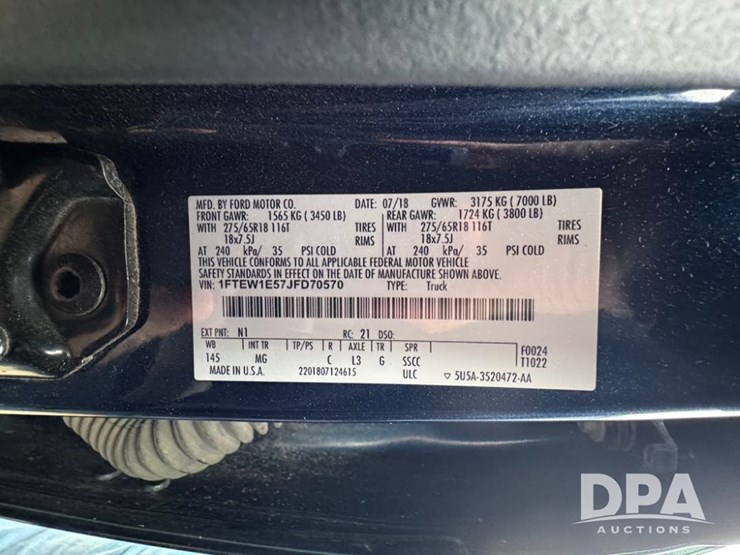 MFD. BY FORD MOTOR CO. DATE: 07/18 GVWR: 3175 KG ( 7000 LB)
FRONT GAWR: 1565 KG ( 3450 LB) REAR GAWR: 1724 KG ( 3800 LB)
WITH 275/65R18 116T TIRES WITH 275/65R18 116T TIRES
18x7.5J RIMS 18x7.5J RIMS
AT 240 kPa/ 35 PSI COLD AT 240 kPa/ 35 PSI COLD
THIS VEHICLE CONFORMS TO ALL APPLICABLE FEDERAL MOTOR VEHICLE
SAFETY STANDARDS IN EFFECT ON THE DATE OF MANUFACTURE SHOWN ABOVE.
VIN: 1FTEW1E57JFD70570 TYPE: Truck
EXT PNT: N1 RC: 21 DSO: F0024
WB INT TR TP/PS R AXLE TR SPR T1022
145 MG C L3 G SSCC
MADE IN U.S.A. 2201807124615 ULC ▽ 5U5A-3520472-AA
DPA
AUCTIONS